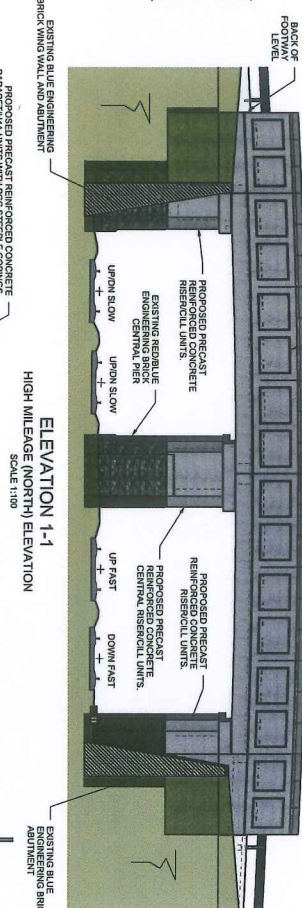 BACK OF
FOOTWAY
LEVEL
PROPOSED PRECAST
REINFORCED CONCRETE
RISER/CILL UNITS.
EXISTING RED/BLUE
ENGINEERING BRICK
CENTRAL PIER
PROPOSED PRECAST
REINFORCED CONCRETE
RISER/CILL UNITS.
PROPOSED PRECAST
REINFORCED CONCRETE
CENTRAL RISER/CILL UNITS.
UP/DN SLOW
UP/DN SLOW
UP FAST
DOWN FAST
EXISTING BLUE ENGINEERING
BRICK WING WALL AND ABUTMENT
EXISTING BLUE
ENGINEERING BRIC
ABUTMENT
ELEVATION 1-1
HIGH MILEAGE (NORTH) ELEVATION
SCALE 1:100
PROPOSED PRECAST REINFORCED CONCRETE